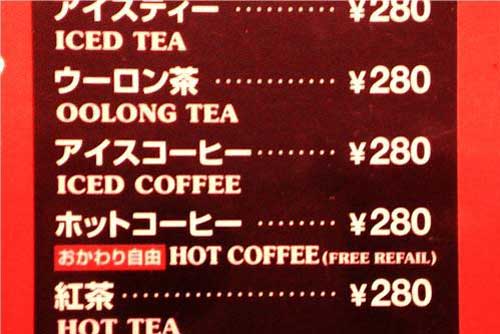 アイスティー ………… ¥280
ICED TEA
ウーロン茶 ………… ¥280
OOLONG TEA
アイスコーヒー ……… ¥280
ICED COFFEE
ホットコーヒー ……… ¥280
おかわり自由 HOT COFFEE (FREE REFAIL)
紅茶 ………………… ¥280
HOT TEA